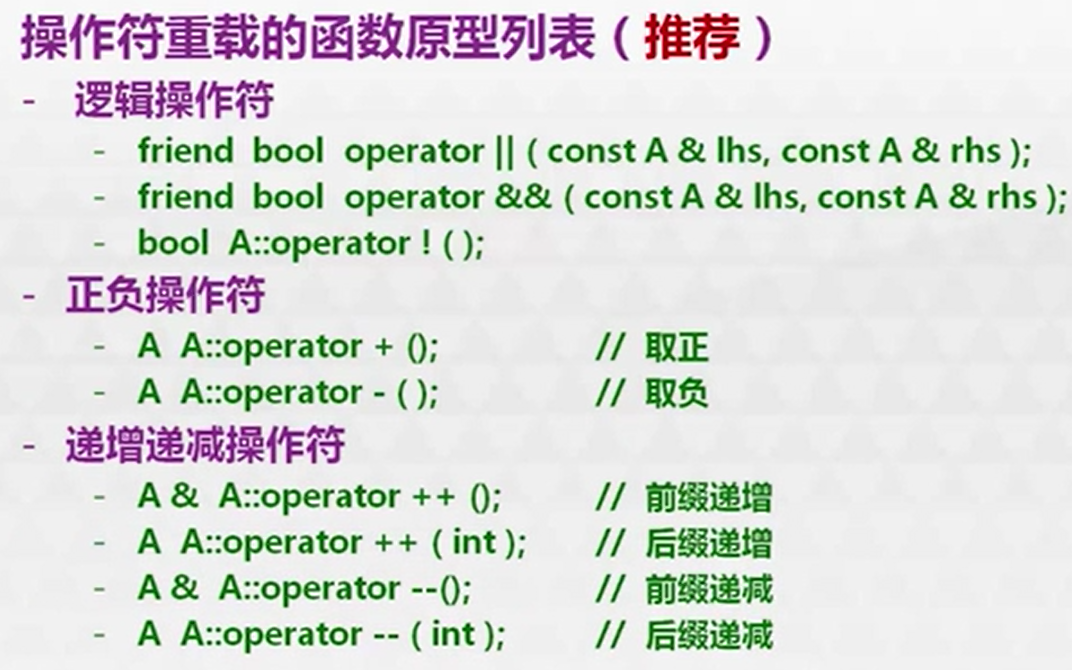 操作符重载的函数原型列表（推荐）
- 逻辑操作符
- friend bool operator || ( const A & lhs, const A & rhs );
- friend bool operator && ( const A & lhs, const A & rhs );
- bool A::operator ! ( );
- 正负操作符
- A A::operator + (); // 取正
- A A::operator - ( ); // 取负
- 递增递减操作符
- A & A::operator ++ (); // 前缀递增
- A A::operator ++ ( int ); // 后缀递增
- A & A::operator --(); // 前缀递减
- A A::operator -- ( int ); // 后缀递减